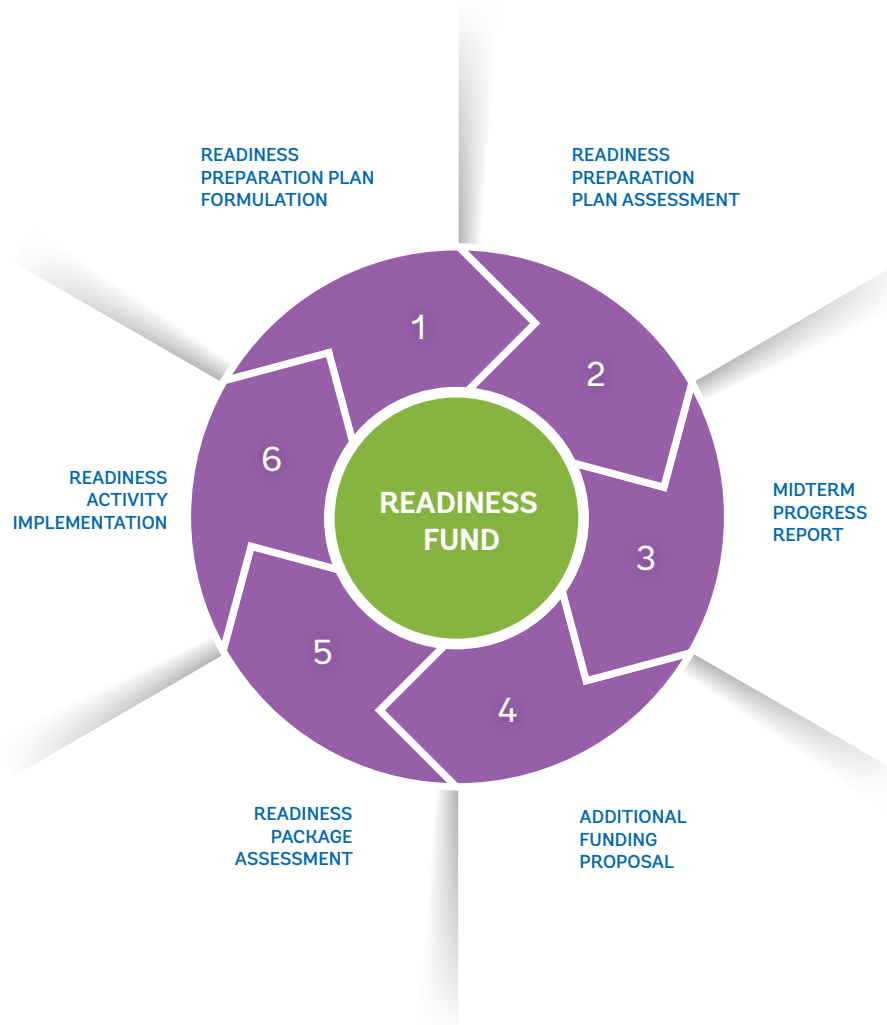 READINESS
PREPARATION PLAN
FORMULATION
READINESS
PREPARATION
PLAN ASSESSMENT
1
2
6
READINESS
ACTIVITY
IMPLEMENTATION
READINESS
FUND
MIDTERM
PROGRESS
REPORT
3
5
4
READINESS
PACKAGE
ASSESSMENT
ADDITIONAL
FUNDING
PROPOSAL